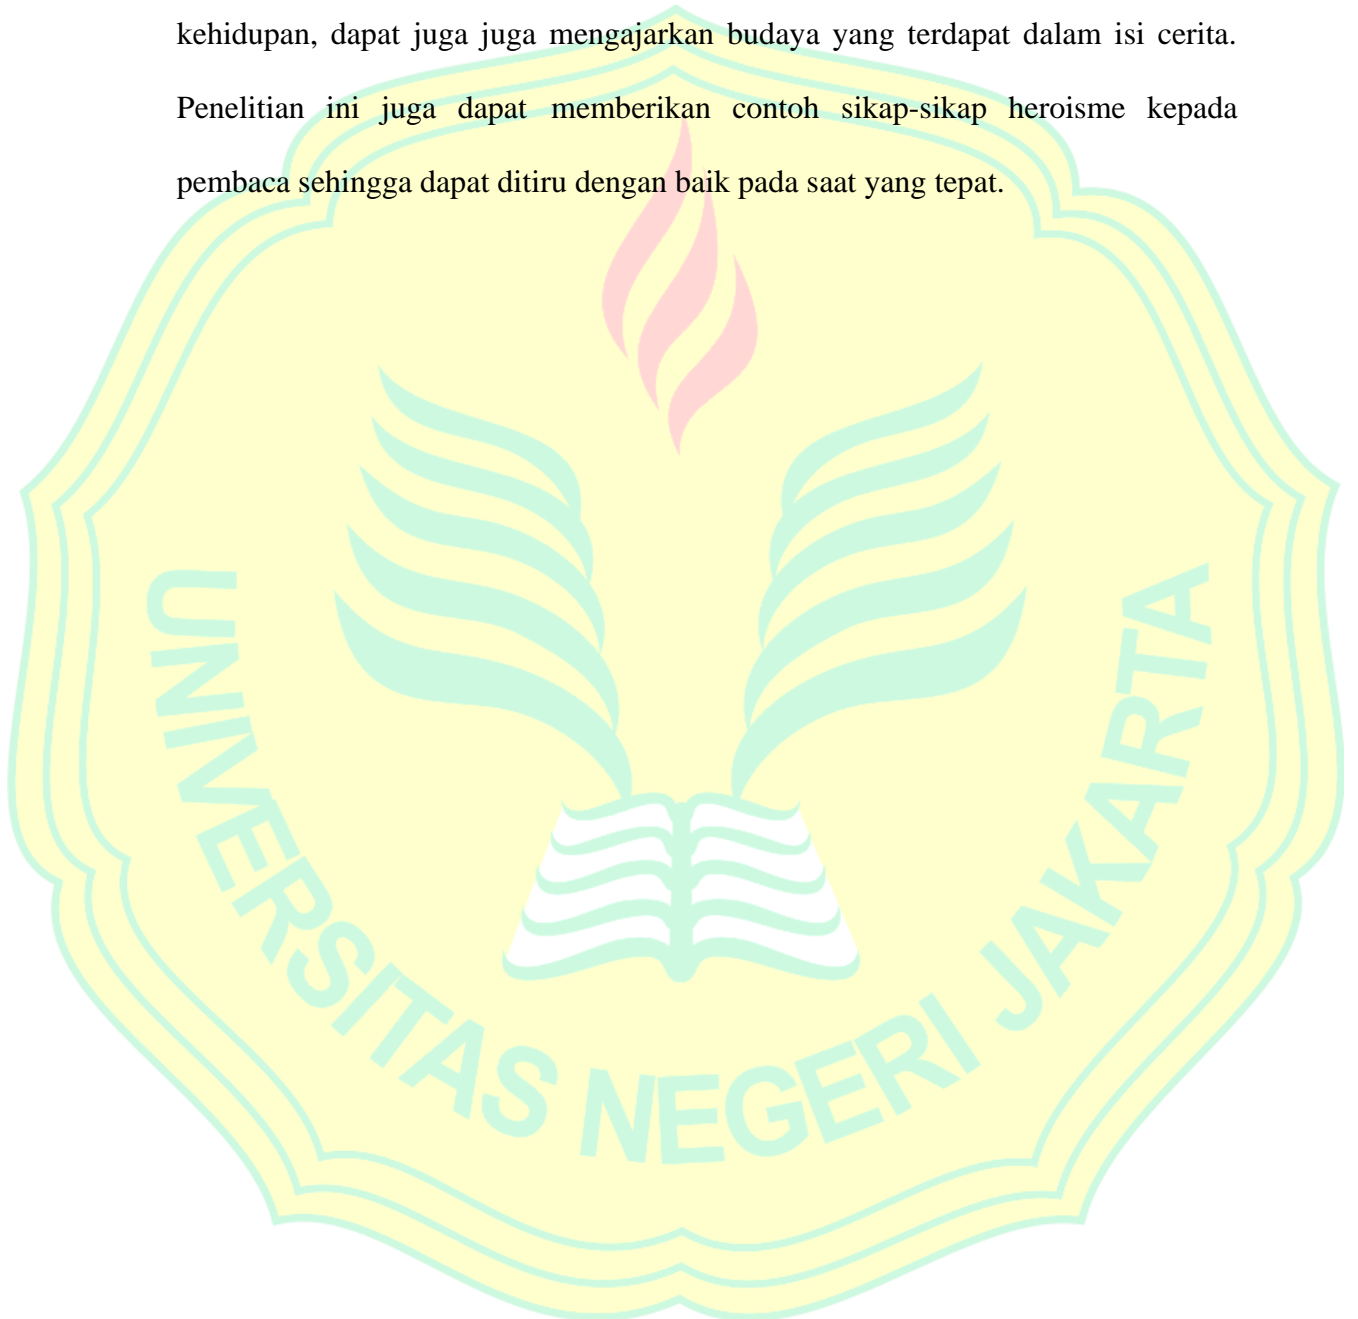 kehidupan, dapat juga juga mengajarkan budaya yang terdapat dalam isi cerita.
Penelitian ini juga dapat memberikan contoh sikap-sikap heroisme kepada
pembaca sehingga dapat ditiru dengan baik pada saat yang tepat.
UNIVERSITAS NEGERI JAKARTA